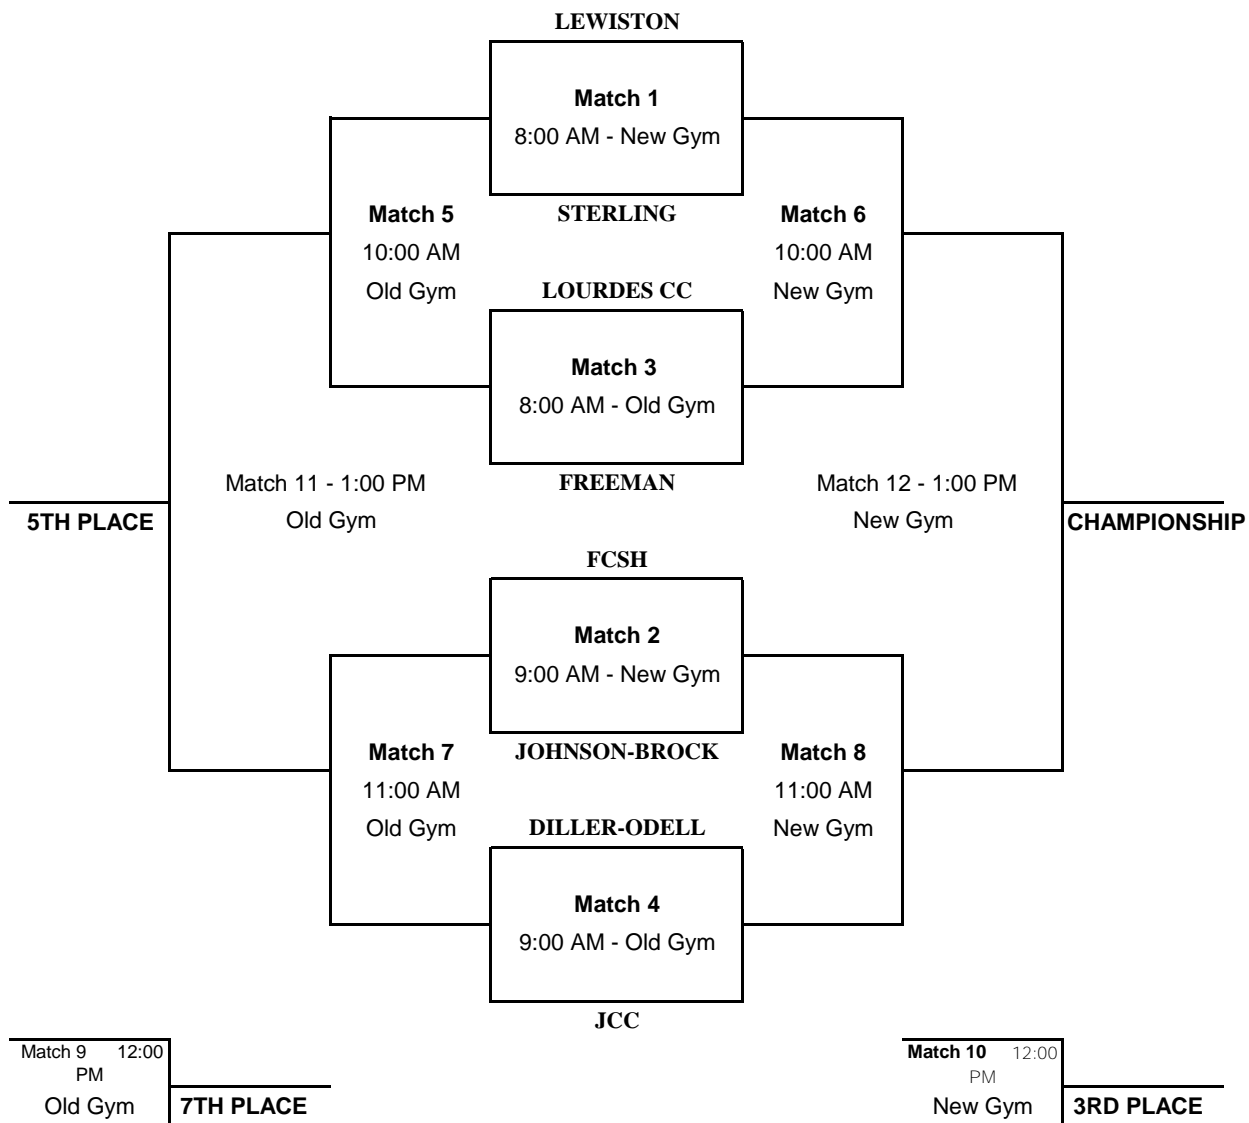 LEWISTON
Match 1
8:00 AM - New Gym
STERLING
Match 5
10:00 AM
Old Gym
Match 6
10:00 AM
New Gym
LOURDES CC
Match 3
8:00 AM - Old Gym
FREEMAN
Match 11 - 1:00 PM
Old Gym
Match 12 - 1:00 PM
New Gym
5TH PLACE
CHAMPIONSHIP
FCSH
Match 2
9:00 AM - New Gym
JOHNSON-BROCK
Match 7
11:00 AM
Old Gym
Match 8
11:00 AM
New Gym
DILLER-ODELL
Match 4
9:00 AM - Old Gym
JCC
Match 9 12:00
PM
Old Gym
7TH PLACE
Match 10 12:00
PM
New Gym
3RD PLACE